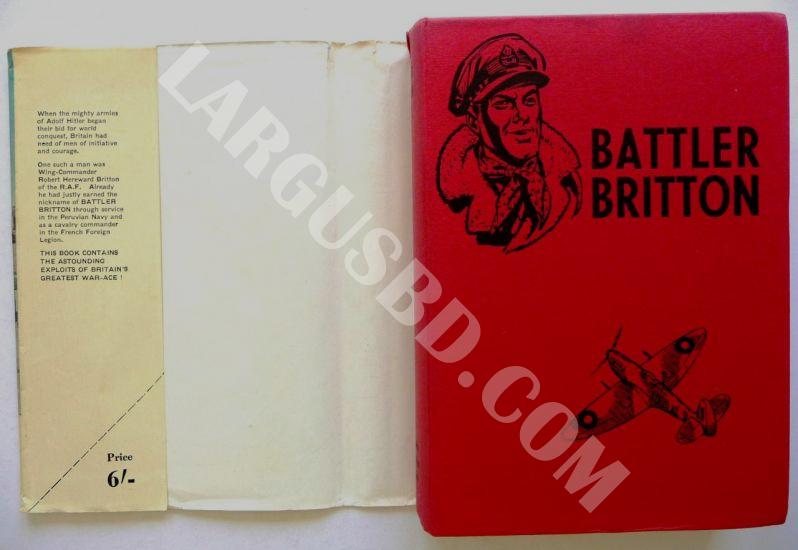 When the mighty armies
of Adolf Hitler began
their bid for world
conquest, Britain had
need of men of initiative
and courage.
One such a man was
Wing-Commander
Robert Hereward Britton
of the R.A.F. Already
he had justly earned the
nickname of BATTLER
BRITTON through service
in the Peruvian Navy and
as a cavalry commander
in the French Foreign
Legion.
THIS BOOK CONTAINS
THE ASTOUNDING
EXPLOITS OF BRITAIN'S
GREATEST WAR-ACE !
Price
6/-
BATTLER
BRITTON
LARGUSBD.COM